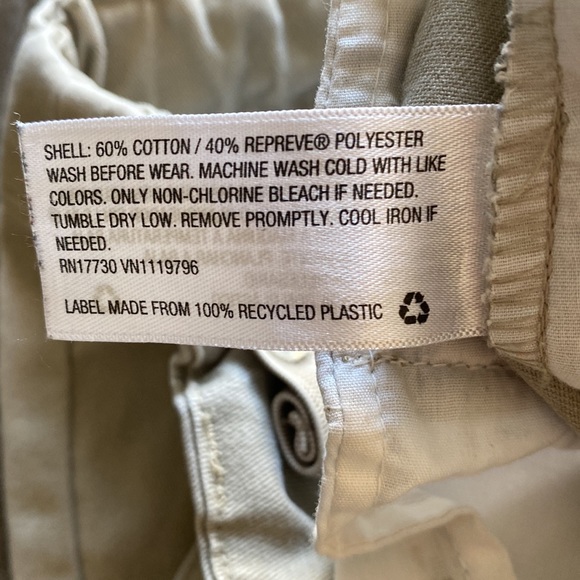 SHELL: 60% COTTON / 40% REPREVE® POLYESTER
WASH BEFORE WEAR. MACHINE WASH COLD WITH LIKE
COLORS. ONLY NON-CHLORINE BLEACH IF NEEDED.
TUMBLE DRY LOW. REMOVE PROMPTLY. COOL IRON IF
NEEDED.
RN17730 VN1119796
LABEL MADE FROM 100% RECYCLED PLASTIC